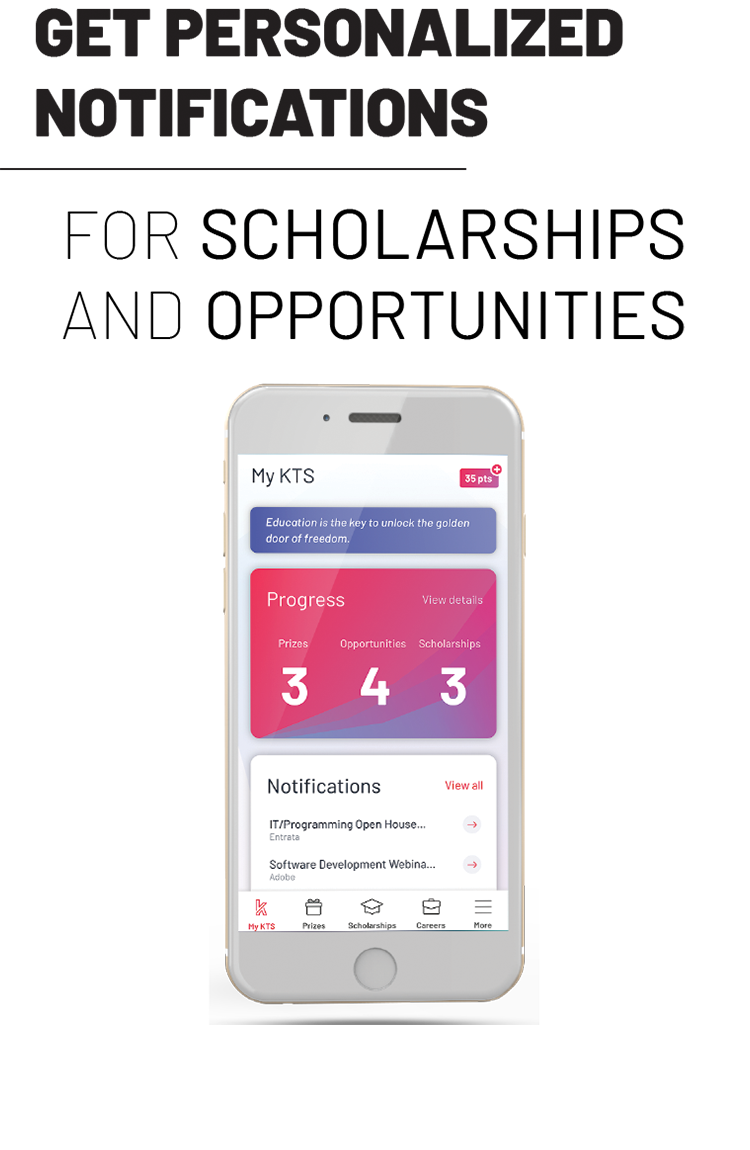 GET PERSONALIZED
NOTIFICATIONS
FOR SCHOLARSHIPS
AND OPPORTUNITIES
My KTS
35 pts
Education is the key to unlock the golden
door of freedom.
Progress
View details
Prizes Opportunities Scholarships
3 4 3
Notifications
View all
IT/Programming Open House...
Entrata
Software Development Webina...
Adobe
My KTS Prizes Scholarships Careers More